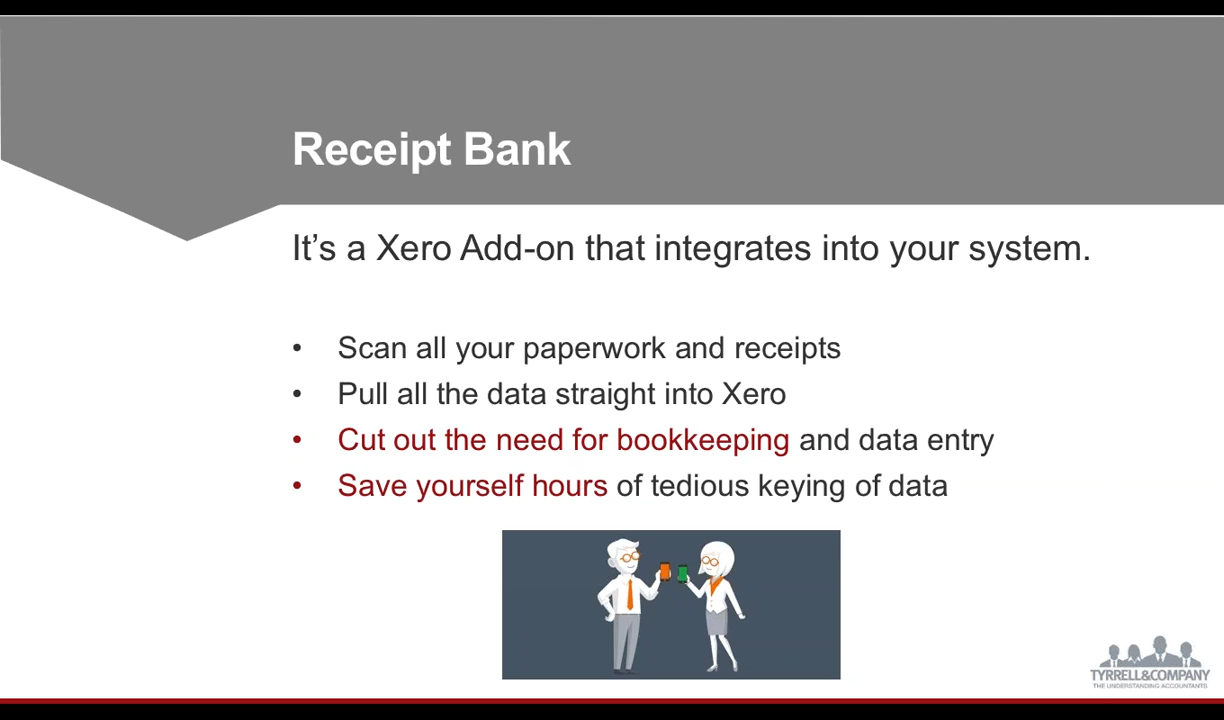 Receipt Bank
It’s a Xero Add-on that integrates into your system.
• Scan all your paperwork and receipts
• Pull all the data straight into Xero
• Cut out the need for bookkeeping and data entry
• Save yourself hours of tedious keying of data
TYRRELL&COMPANY
THE UNDERSTANDING ACCOUNTANTS